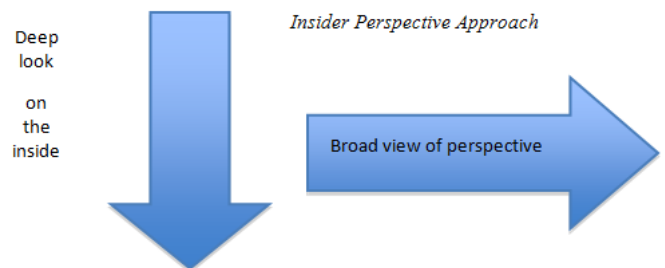 Insider Perspective Approach
Deep
look
on
the
inside
Broad view of perspective